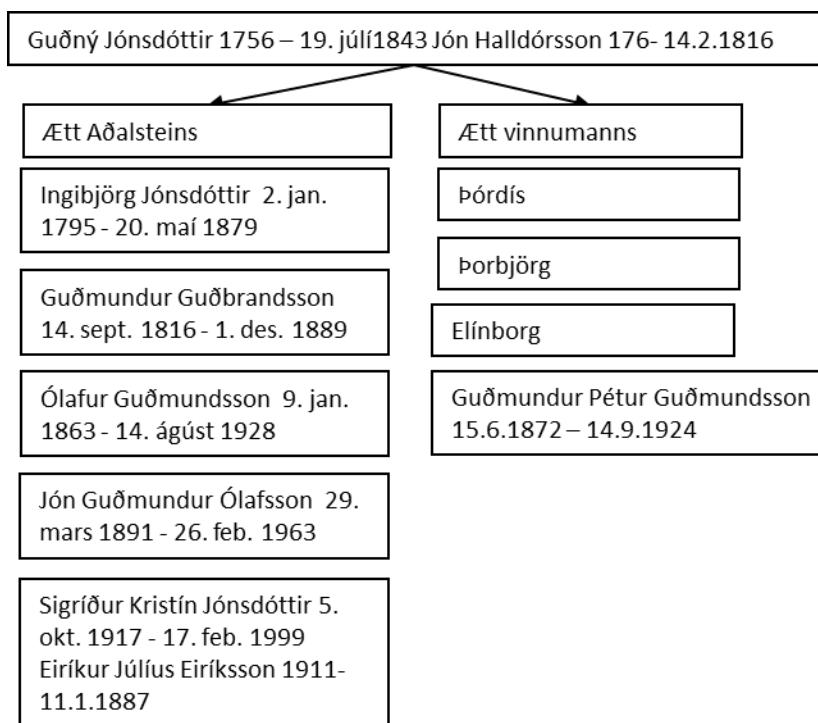 Guðný Jónsdóttir 1756 – 19. júlí1843 Jón Halldórsson 176- 14.2.1816
Ætt Aðalsteins
Ingibjörg Jónsdóttir 2. jan.
1795 - 20. maí 1879
Guðmundur Guðbrandsson
14. sept. 1816 - 1. des. 1889
Ólafur Guðmundsson 9. jan.
1863 - 14. ágúst 1928
Jón Guðmundur Ólafsson 29.
mars 1891 - 26. feb. 1963
Sigríður Kristín Jónsdóttir 5.
okt. 1917 - 17. feb. 1999
Eiríkur Júlíus Eiríksson 1911-
11.1.1887
Ætt vinnumanns
Þórdís
Þorbjörg
Elínborg
Guðmundur Pétur Guðmundsson
15.6.1872 – 14.9.1924